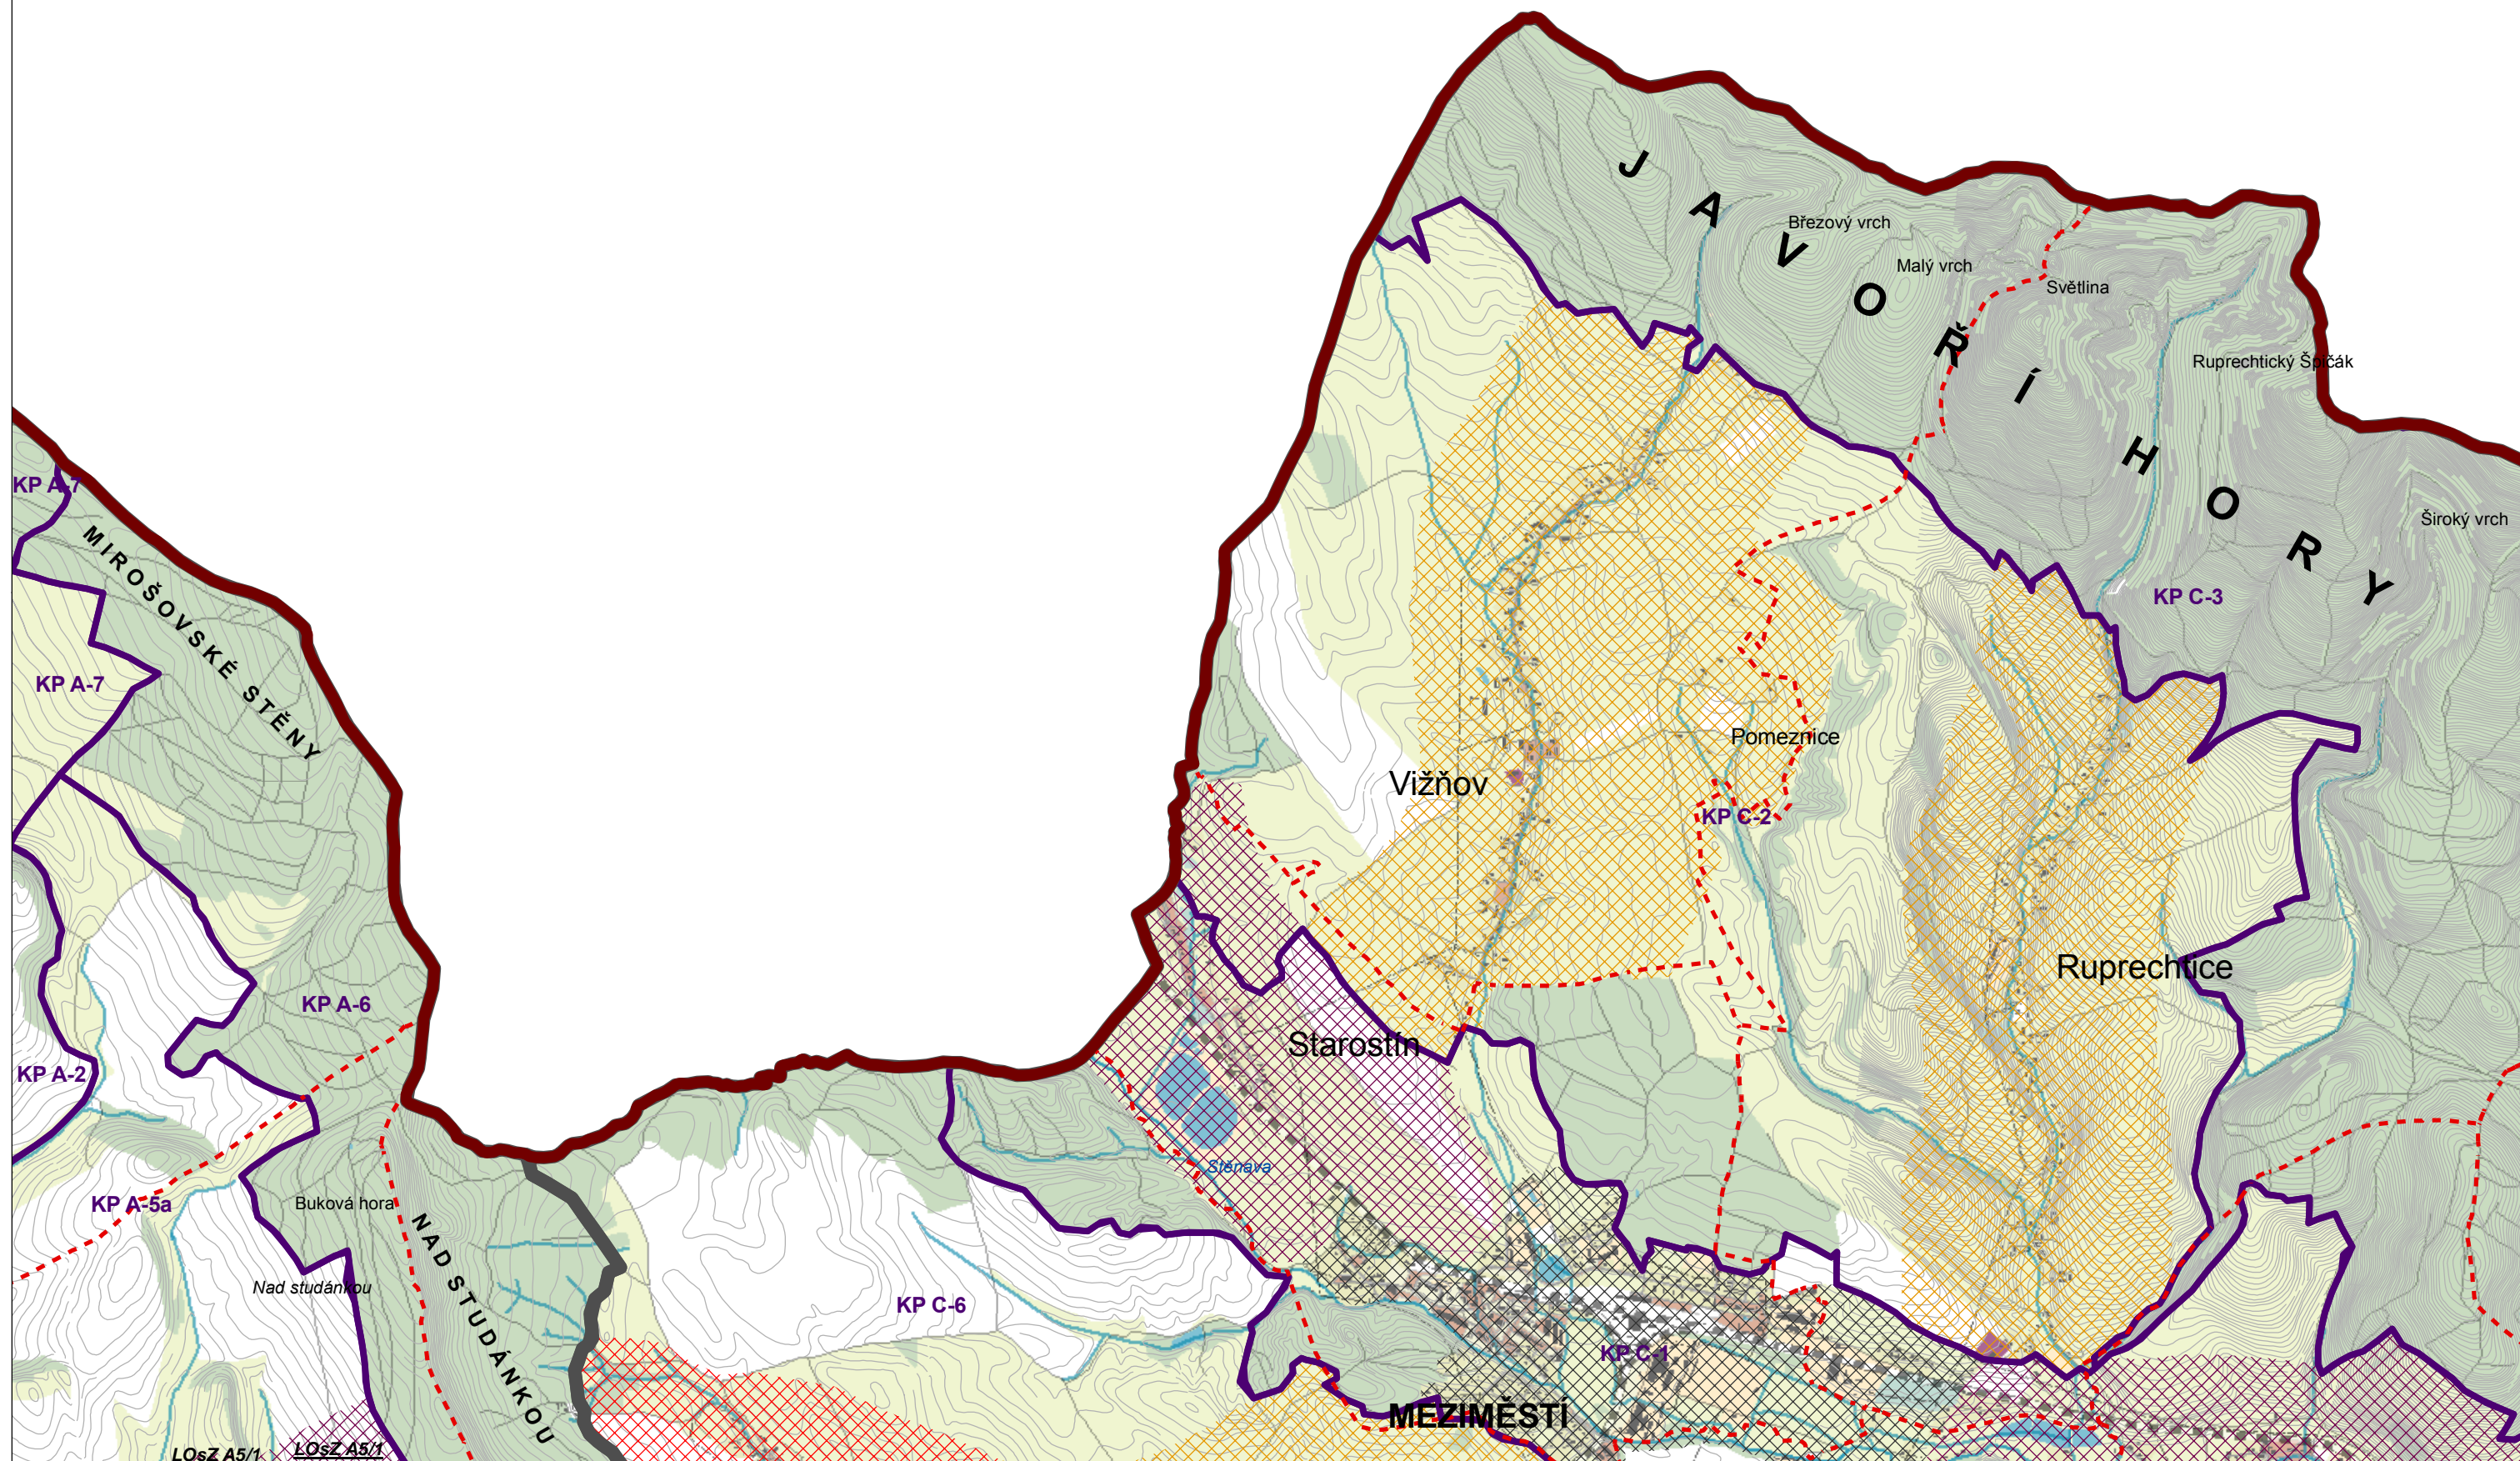 JAVOŘÍ HORY
Březový vrch
Malý vrch
Světlina
Ruprechtický Špičák
Široký vrch
KP A-7
MIROŠOVSKÉ STĚNY
KP C-3
KP A-7
Pomeznice
Vižňov
KP C-2
Ruprechtice
KP A-6
Starostín
KP A-2
Stěnava
KP A-5a
Buková hora
NAD STUDÁNKOU
Nad studánkou
KP C-6
KP C-1
MEZIMĚSTÍ
LOsZ A5/1
LOsZ A5/1